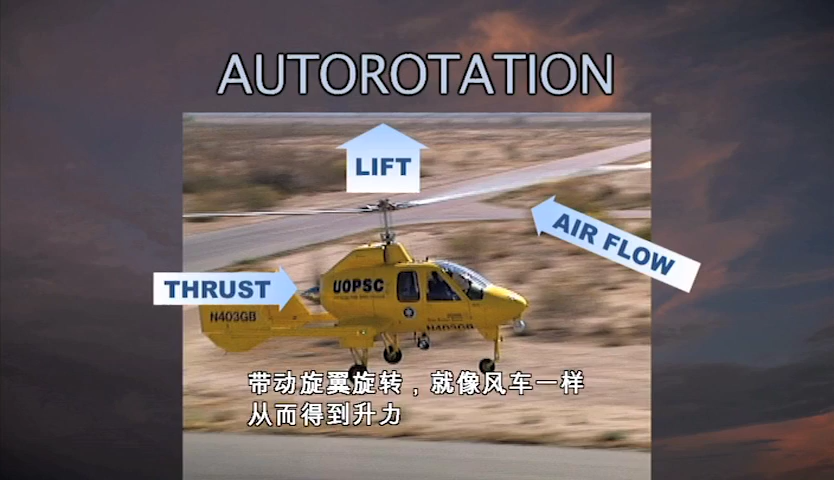 AUTOROTATION
LIFT
AIR FLOW
THRUST
UOPSC
N403GB
N403GB
带动旋翼旋转，就像风车一样
从而得到升力